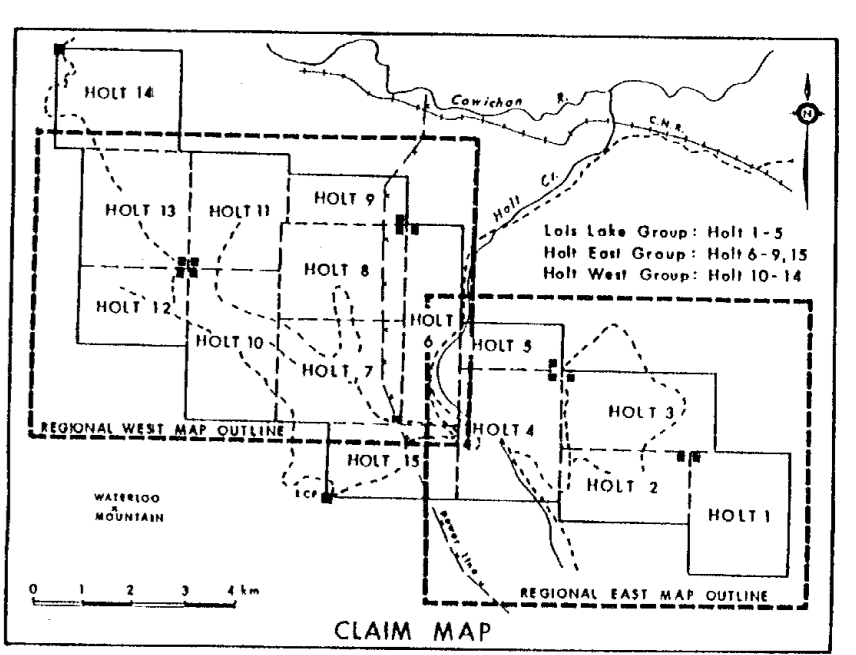 HOLT 14
Cowichan R.
N
C.N.R.
Holt Ct.
HOLT 9
HOLT 13
HOLT 11
Lois Lake Group: Holt 1-5
Holt East Group: Holt 6-9, 15
Holt West Group: Holt 10-14
HOLT 8
HOLT 12
HOLT 6
HOLT 10
HOLT 5
HOLT 7
HOLT 3
REGIONAL WEST MAP OUTLINE
HOLT 4
HOLT 15
HOLT 2
L.C.P.
WATERLOO
MOUNTAIN
HOLT 1
power line
0 1 2 3 4 km
REGIONAL EAST MAP OUTLINE
CLAIM MAP